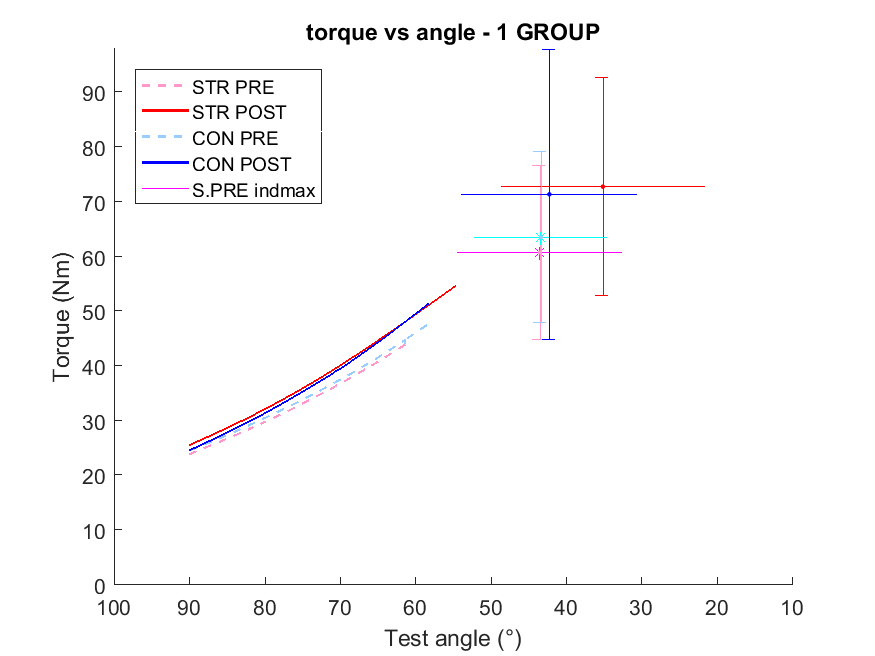 torque vs angle - 1 GROUP
STR PRE
STR POST
CON PRE
CON POST
S.PRE indmax
Torque (Nm)
90
80
70
60
50
40
30
20
10
0
100 90 80 70 60 50 40 30 20 10
Test angle (°)